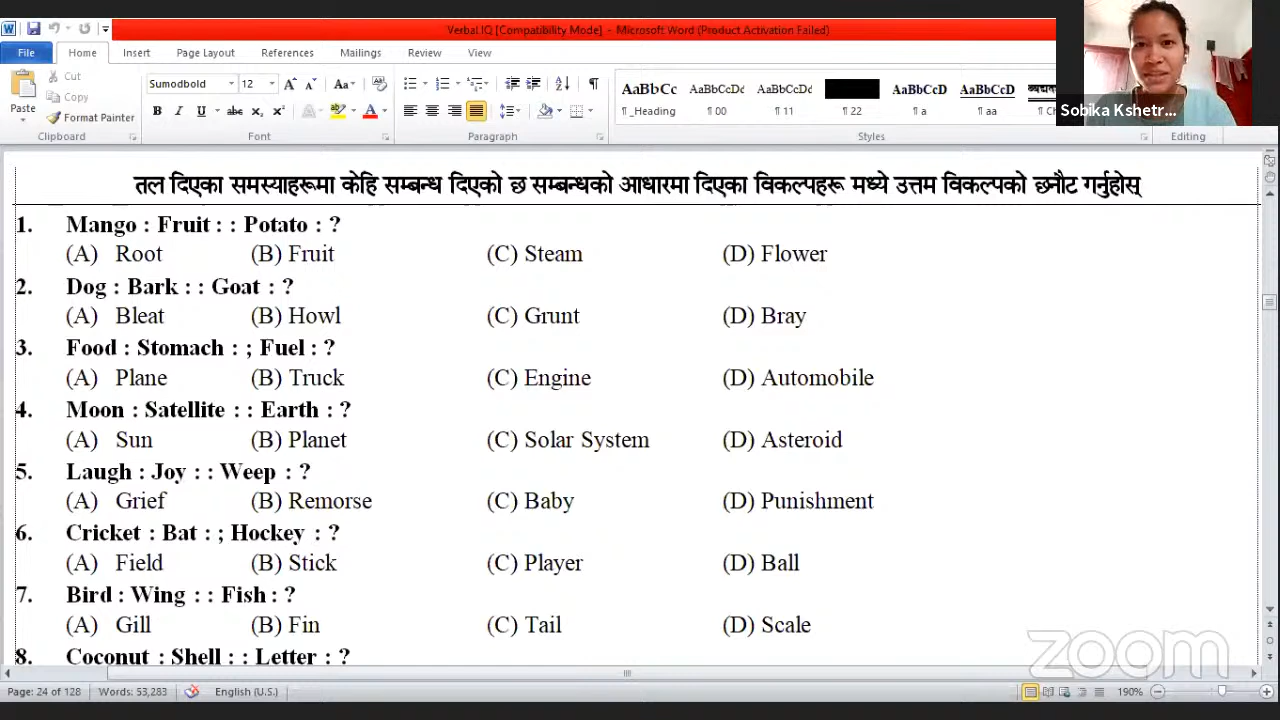 Verbal IQ [Compatibility Mode] - Microsoft Word (Product Activation Failed)
File Home Insert Page Layout References Mailings Review View
Cut
Copy
Format Painter
Paste
Sumodbold 12
AaBbCc AaBbCcDc AaBbCcDd AaBbCcD AaBbCcD
¶ _Heading ¶ 00 ¶ 11 ¶ 22 ¶ a ¶ aa
Sobika Kshetr...
Clipboard Font Paragraph Styles Editing
तल दिएका समस्याहरूमा केहि सम्बन्ध दिएको छ सम्बन्धको आधारमा दिएका विकल्पहरू मध्ये उत्तम विकल्पको छनौट गर्नुहोस्
1. Mango : Fruit : : Potato : ?
(A) Root (B) Fruit (C) Steam (D) Flower
2. Dog : Bark : : Goat : ?
(A) Bleat (B) Howl (C) Grunt (D) Bray
3. Food : Stomach : ; Fuel : ?
(A) Plane (B) Truck (C) Engine (D) Automobile
4. Moon : Satellite : : Earth : ?
(A) Sun (B) Planet (C) Solar System (D) Asteroid
5. Laugh : Joy : : Weep : ?
(A) Grief (B) Remorse (C) Baby (D) Punishment
6. Cricket : Bat : ; Hockey : ?
(A) Field (B) Stick (C) Player (D) Ball
7. Bird : Wing : : Fish : ?
(A) Gill (B) Fin (C) Tail (D) Scale
8. Coconut : Shell : : Letter : ?
zoom
Page: 24 of 128 Words: 53,283 English (U.S.) 190%